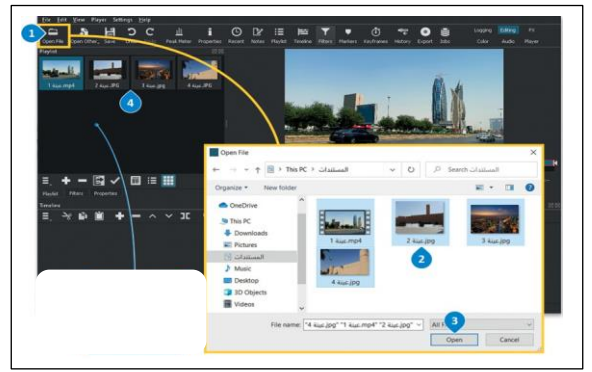 File Edit View Player Settings Help
1
Open File Open Other.. Save Peak Meter Properties Recent Notes Playlist Timeline Filters Markers Keyframes History Export Jobs
Logging Editing FX
Color Audio Player
Playlist
عينة 1.mp4
عينة 2.JPG
عينة 3.jpg
عينة 4.JPG
4
Playlist Filters Properties
Timeline
Open File
This PC > المستندات
Search المستندات
Organize New folder
OneDrive
This PC
Downloads
Pictures
المستندات
Music
Desktop
3D Objects
Videos
عينة 1.mp4
عينة 2.jpg
عينة 3.jpg
2
عينة 4.jpg
3
File name: "عينة 4.jpg" "عينة 1.mp4" "عينة 2.jpg"
All
Open Cancel